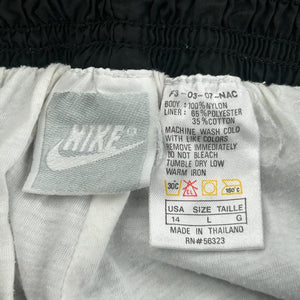 NIKE
F3-03-07-NAC
BODY : 100% NYLON
LINER : 65% POLYESTER
35% COTTON
MACHINE WASH COLD
WITH LIKE COLORS
REMOVE IMMEDIATELY
DO NOT BLEACH
TUMBLE DRY LOW
WARM IRON
30°C
150°C
USA SIZE TAILLE
14 L G
MADE IN THAILAND
RN#56323